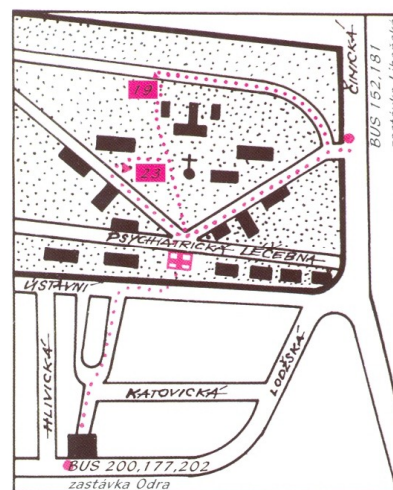 ČIMICKÁ
BUS 152,181
19
23
PSYCHIATRICKÁ LÉČEBNA
ÚSTAVNÍ
HLIVICKÁ
KATOVICKÁ
LODŽSKÁ
BUS 200,177,202
zastávka Odra